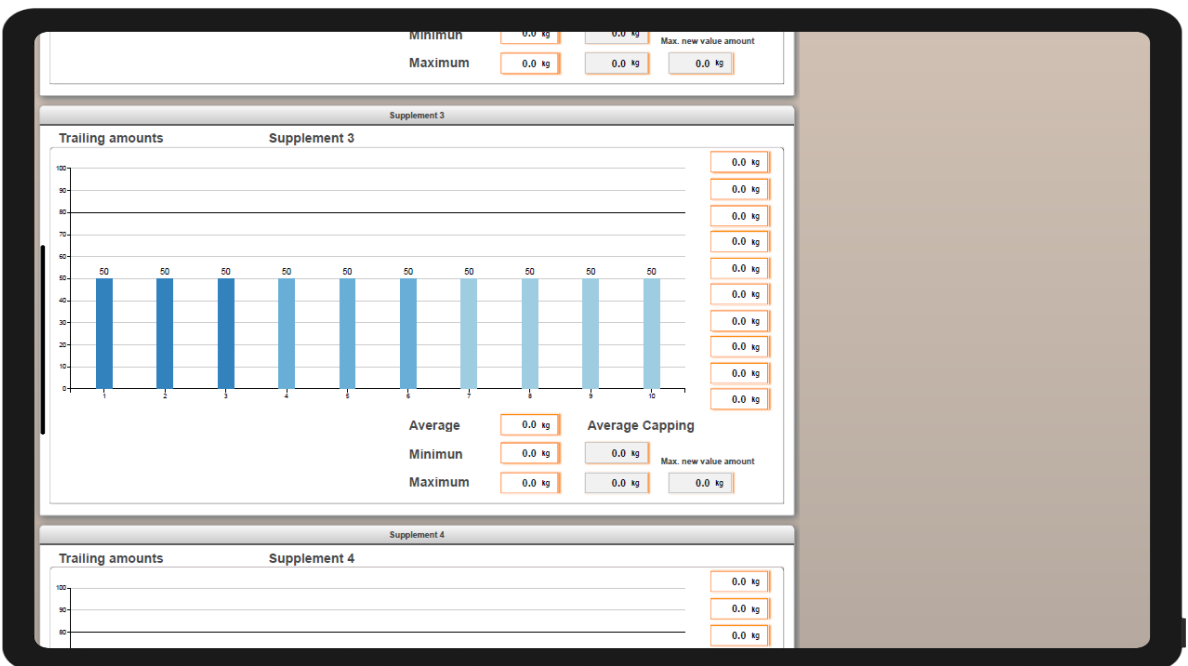 Minimun 0.0 kg 0.0 kg Max. new value amount
Maximum 0.0 kg 0.0 kg 0.0 kg
Supplement 3
Trailing amounts Supplement 3
0.0 kg
100
0.0 kg
90
0.0 kg
80
0.0 kg
70
60
0.0 kg
50 50 50 50 50 50 50 50 50 50
50
0.0 kg
40
0.0 kg
30
0.0 kg
20
0.0 kg
10
0.0 kg
0
1 2 3 4 5 6 7 8 9 10
Average 0.0 kg Average Capping
Minimun 0.0 kg 0.0 kg Max. new value amount
Maximum 0.0 kg 0.0 kg 0.0 kg
Supplement 4
Trailing amounts Supplement 4
0.0 kg
100
0.0 kg
90
0.0 kg
80